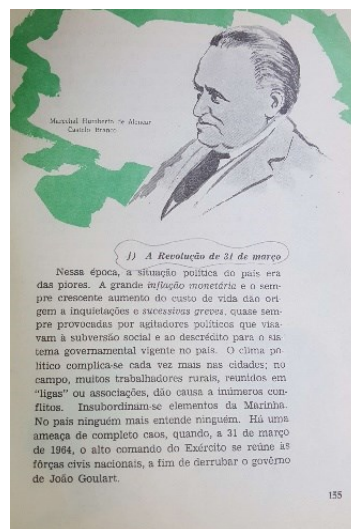 Marechal Humberto de Alencar
Castelo Branco
j) A Revolução de 31 de março
Nessa época, a situação política do país era
das piores. A grande inflação monetária e o sem-
pre crescente aumento do custo de vida dão ori-
gem a inquietações e sucessivas greves, quase sem-
pre provocadas por agitadores políticos que visa-
vam à subversão social e ao descrédito para o sis
tema governamental vigente no país. O clima po-
lítico complica-se cada vez mais nas cidades; no
campo, muitos trabalhadores rurais, reunidos em
"ligas" ou associações, dão causa a inúmeros con-
flitos. Insubordinam-se elementos da Marinha.
No país ninguém mais entende ninguém. Há uma
ameaça de completo caos, quando, a 31 de março
de 1964, o alto comando do Exército se reúne às
fôrças civis nacionais, a fim de derrubar o govêrno
de João Goulart.
155